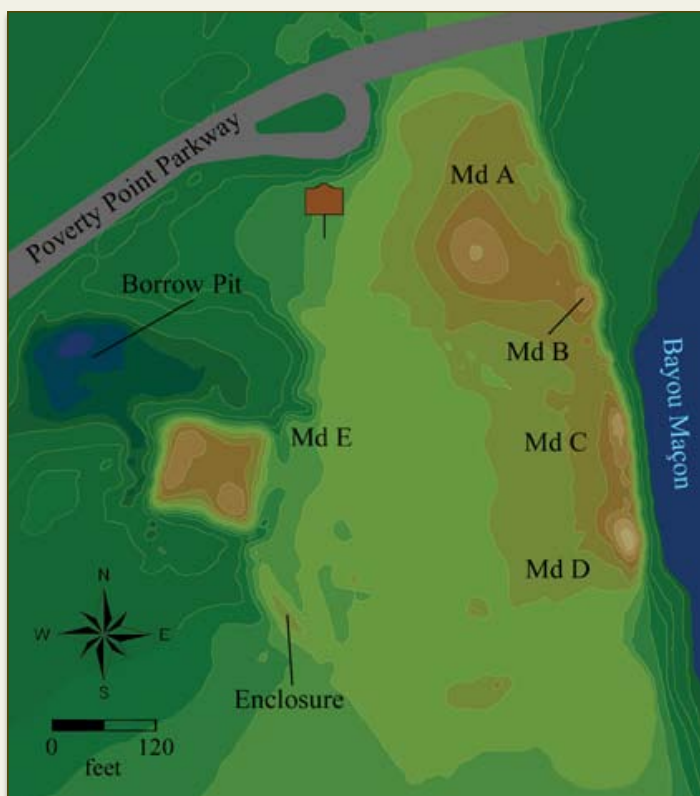 Md A
Poverty Point Parkway
Borrow Pit
Md B
Bayou Maçon
Md E
Md C
Md D
N
W
E
S
Enclosure
0
120
feet